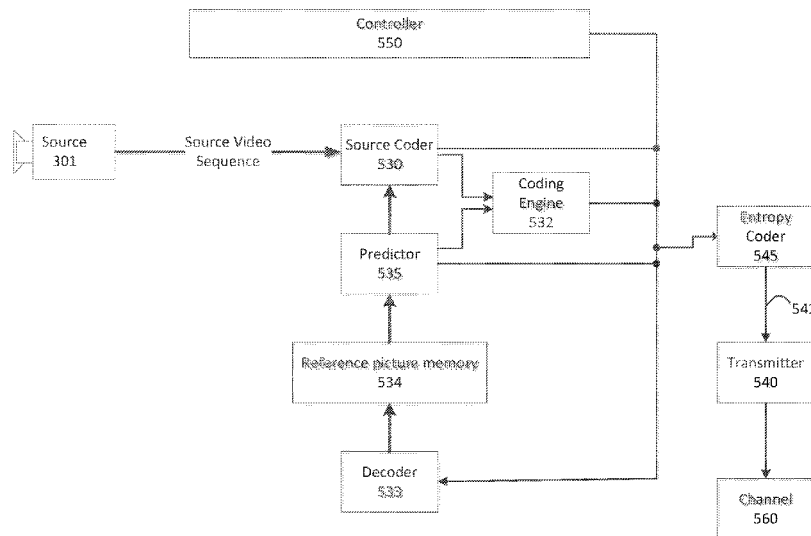 Controller
550
Source
301
Source Video
Sequence
Source Coder
530
Coding
Engine
532
Predictor
535
Entropy
Coder
545
543
Reference picture memory
534
Transmitter
540
Decoder
533
Channel
560